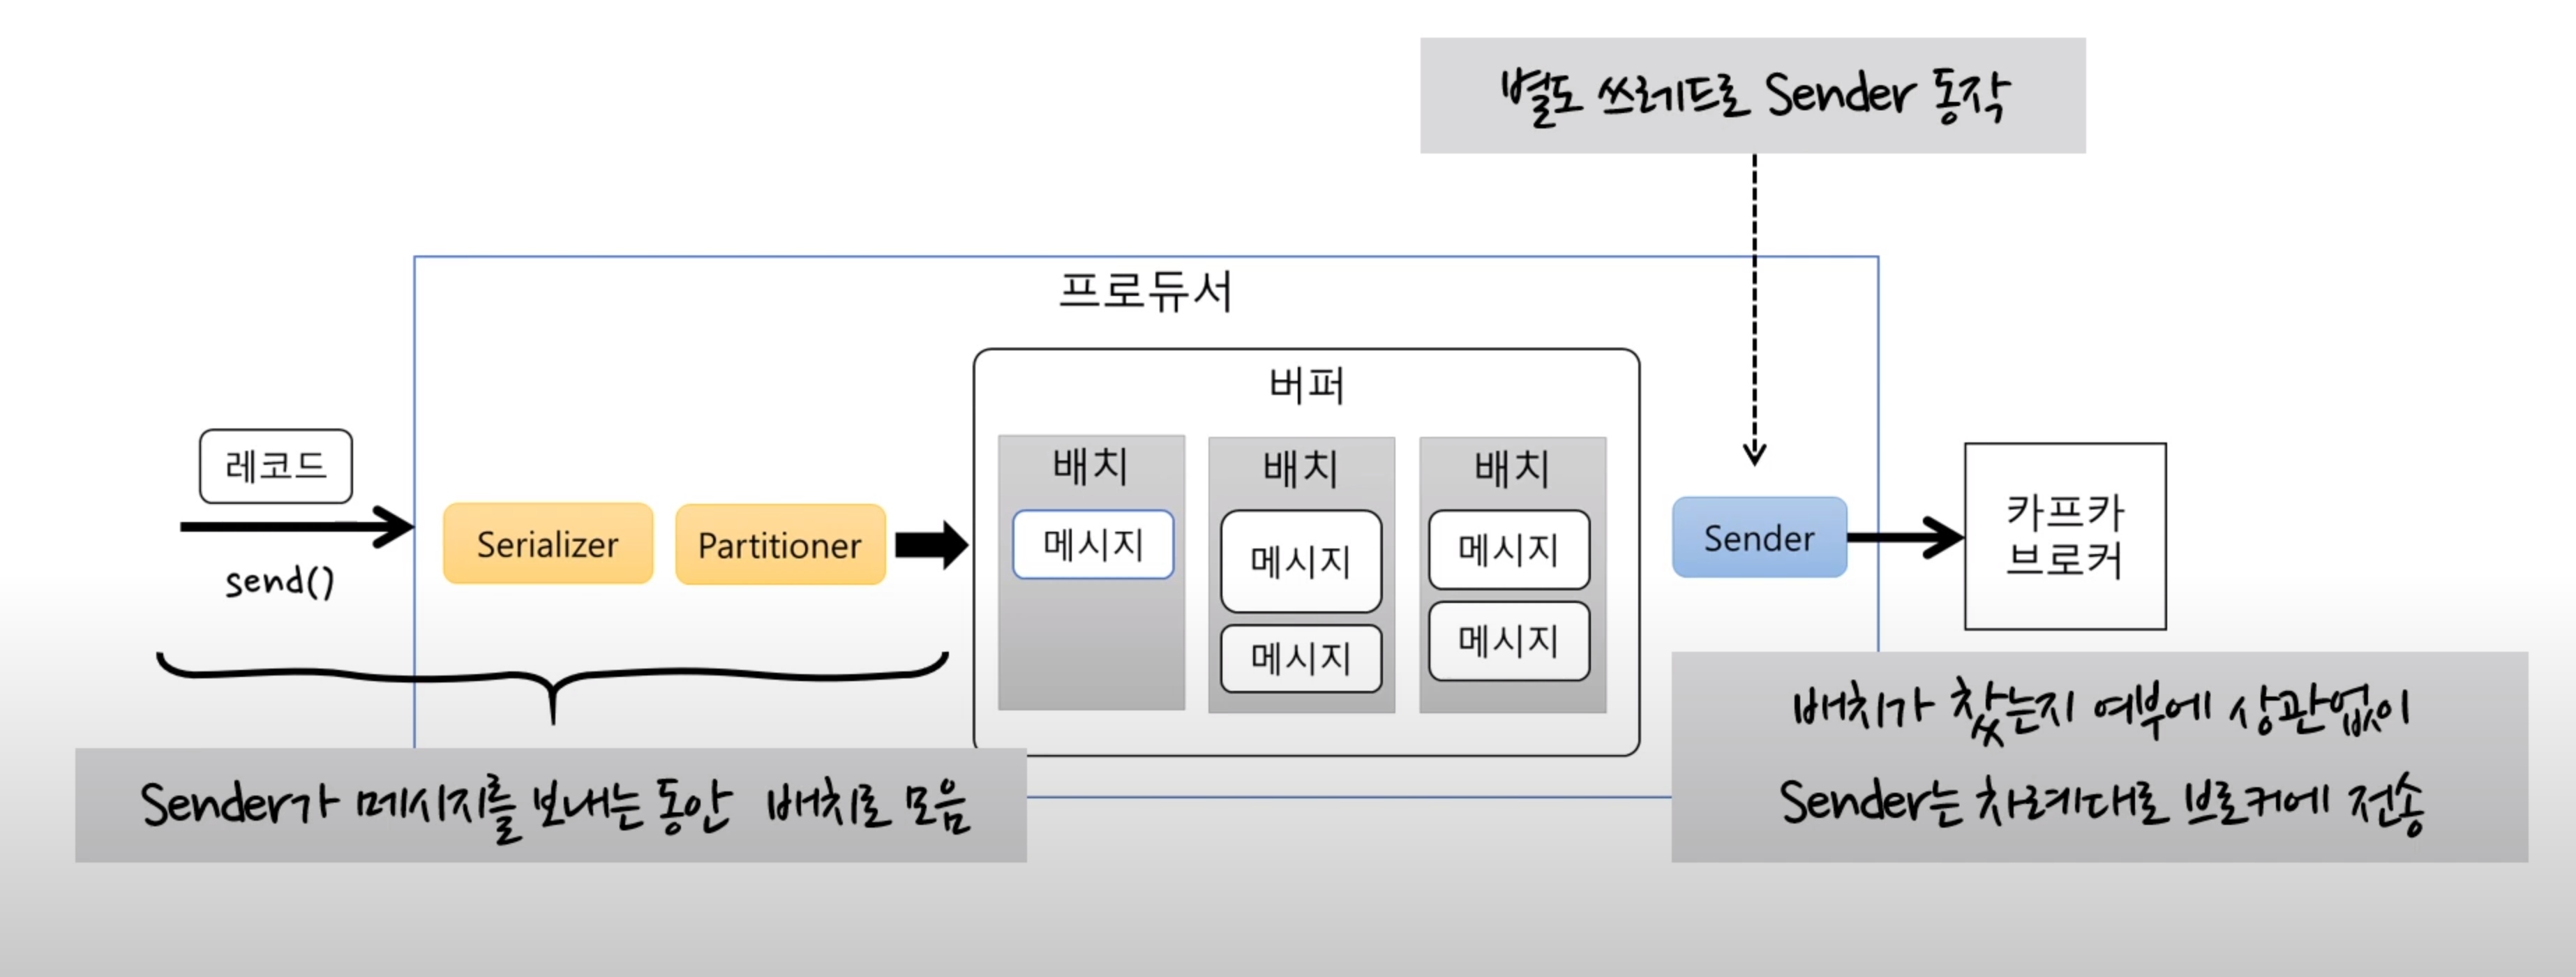 별도 쓰레드로 Sender 동작
프로듀서
버퍼
레코드
send()
Serializer
Partitioner
배치
메시지
배치
메시지
메시지
배치
메시지
메시지
Sender
카프카
브로커
Sender가 메시지를 보내는 동안 배치로 모음
배치가 찼는지 여부에 상관없이
Sender는 차례대로 브로커에 전송